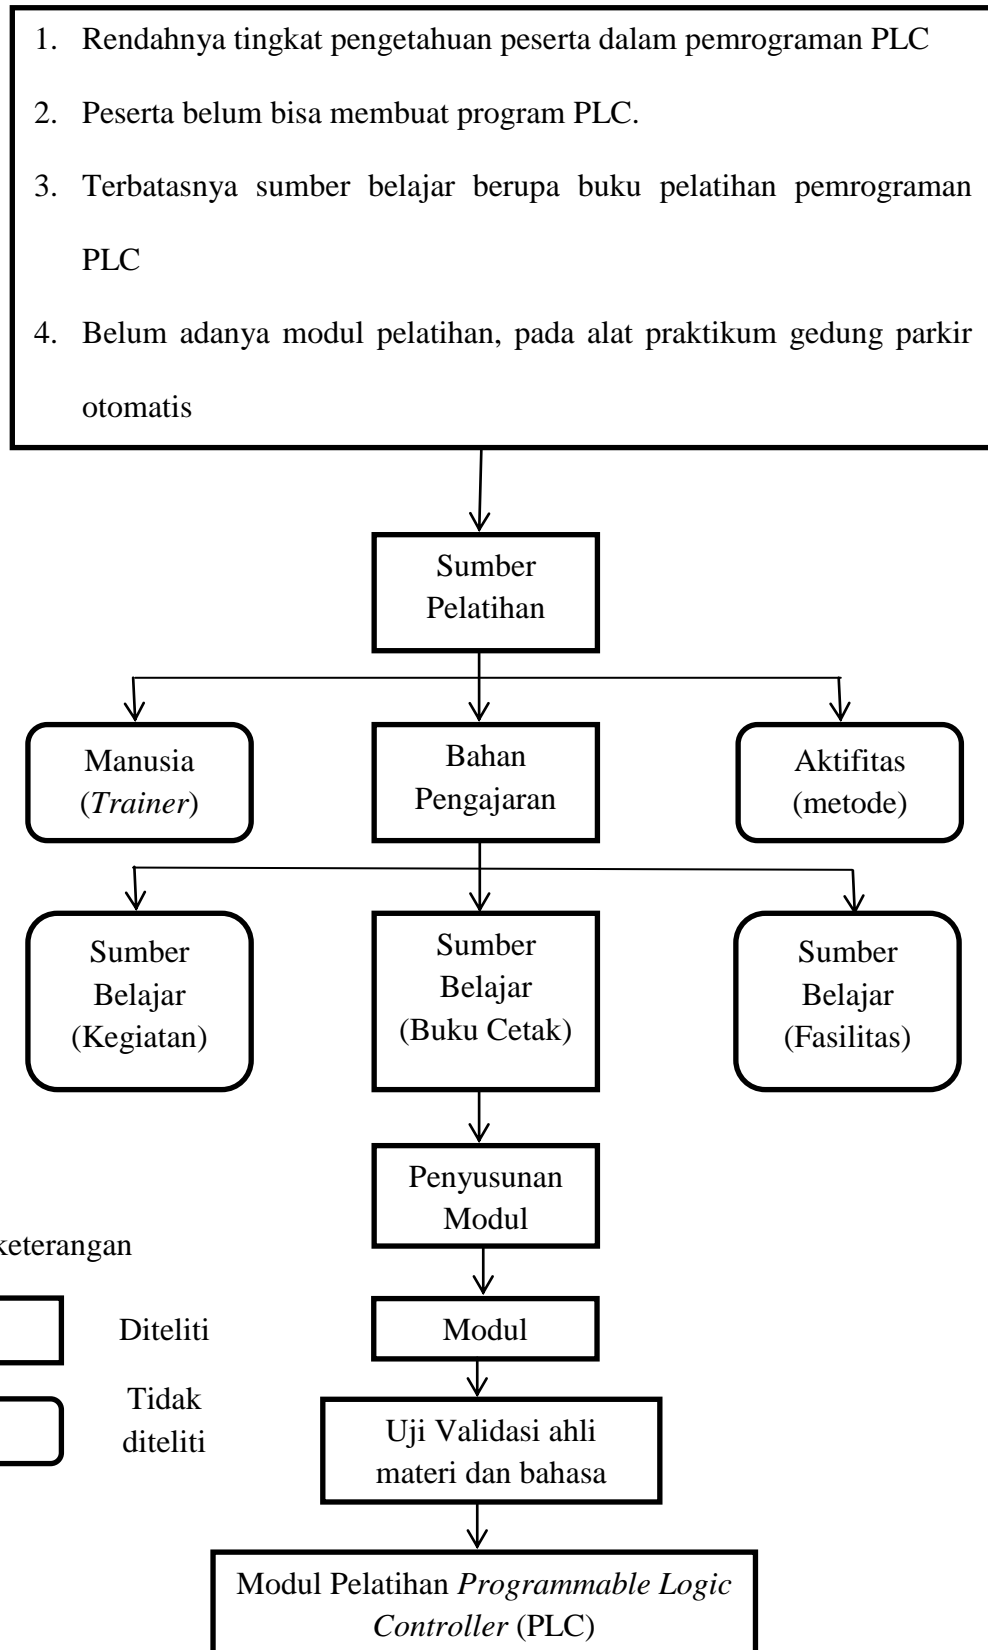 1. Rendahnya tingkat pengetahuan peserta dalam pemrograman PLC
2. Peserta belum bisa membuat program PLC.
3. Terbatasnya sumber belajar berupa buku pelatihan pemrograman
PLC
4. Belum adanya modul pelatihan, pada alat praktikum gedung parkir
otomatis
Sumber
Pelatihan
Manusia
(Trainer)
Bahan
Pengajaran
Aktifitas
(metode)
Sumber
Belajar
(Kegiatan)
Sumber
Belajar
(Buku Cetak)
Sumber
Belajar
(Fasilitas)
Penyusunan
Modul
keterangan
Diteliti
Modul
Tidak
diteliti
Uji Validasi ahli
materi dan bahasa
Modul Pelatihan Programmable Logic
Controller (PLC)